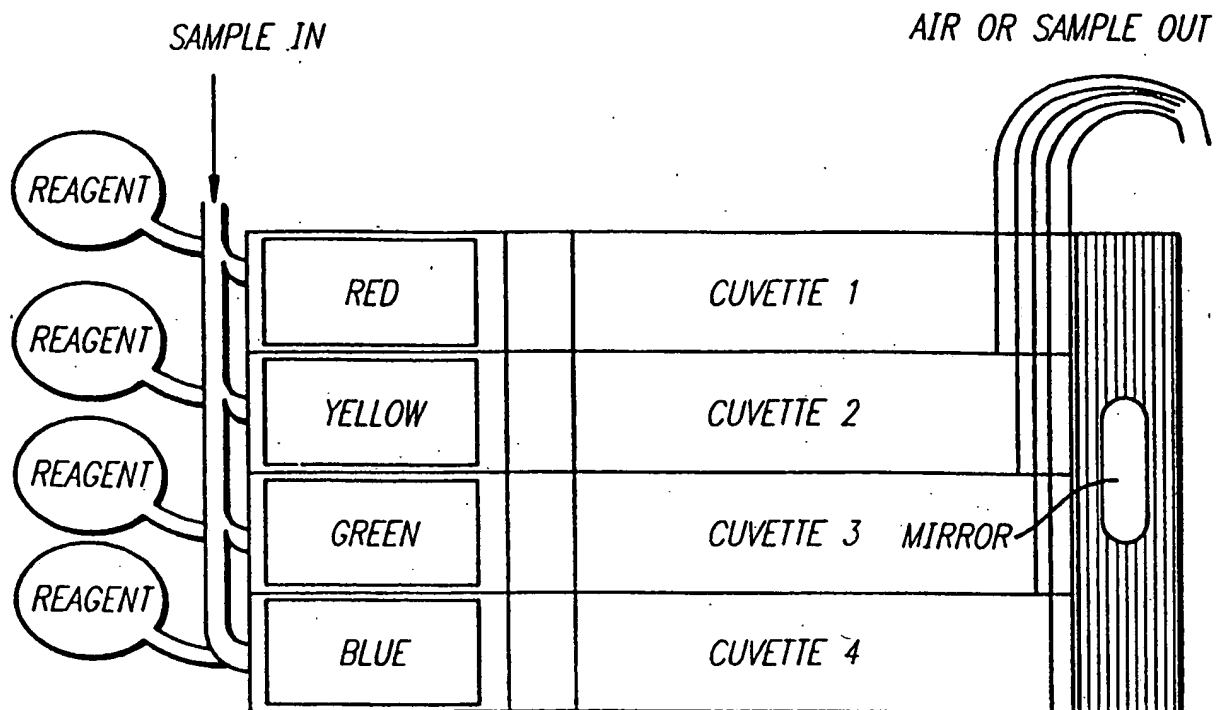 SAMPLE IN
AIR OR SAMPLE OUT
REAGENT
RED
CUVETTE 1
REAGENT
YELLOW
CUVETTE 2
REAGENT
GREEN
CUVETTE 3
MIRROR
REAGENT
BLUE
CUVETTE 4